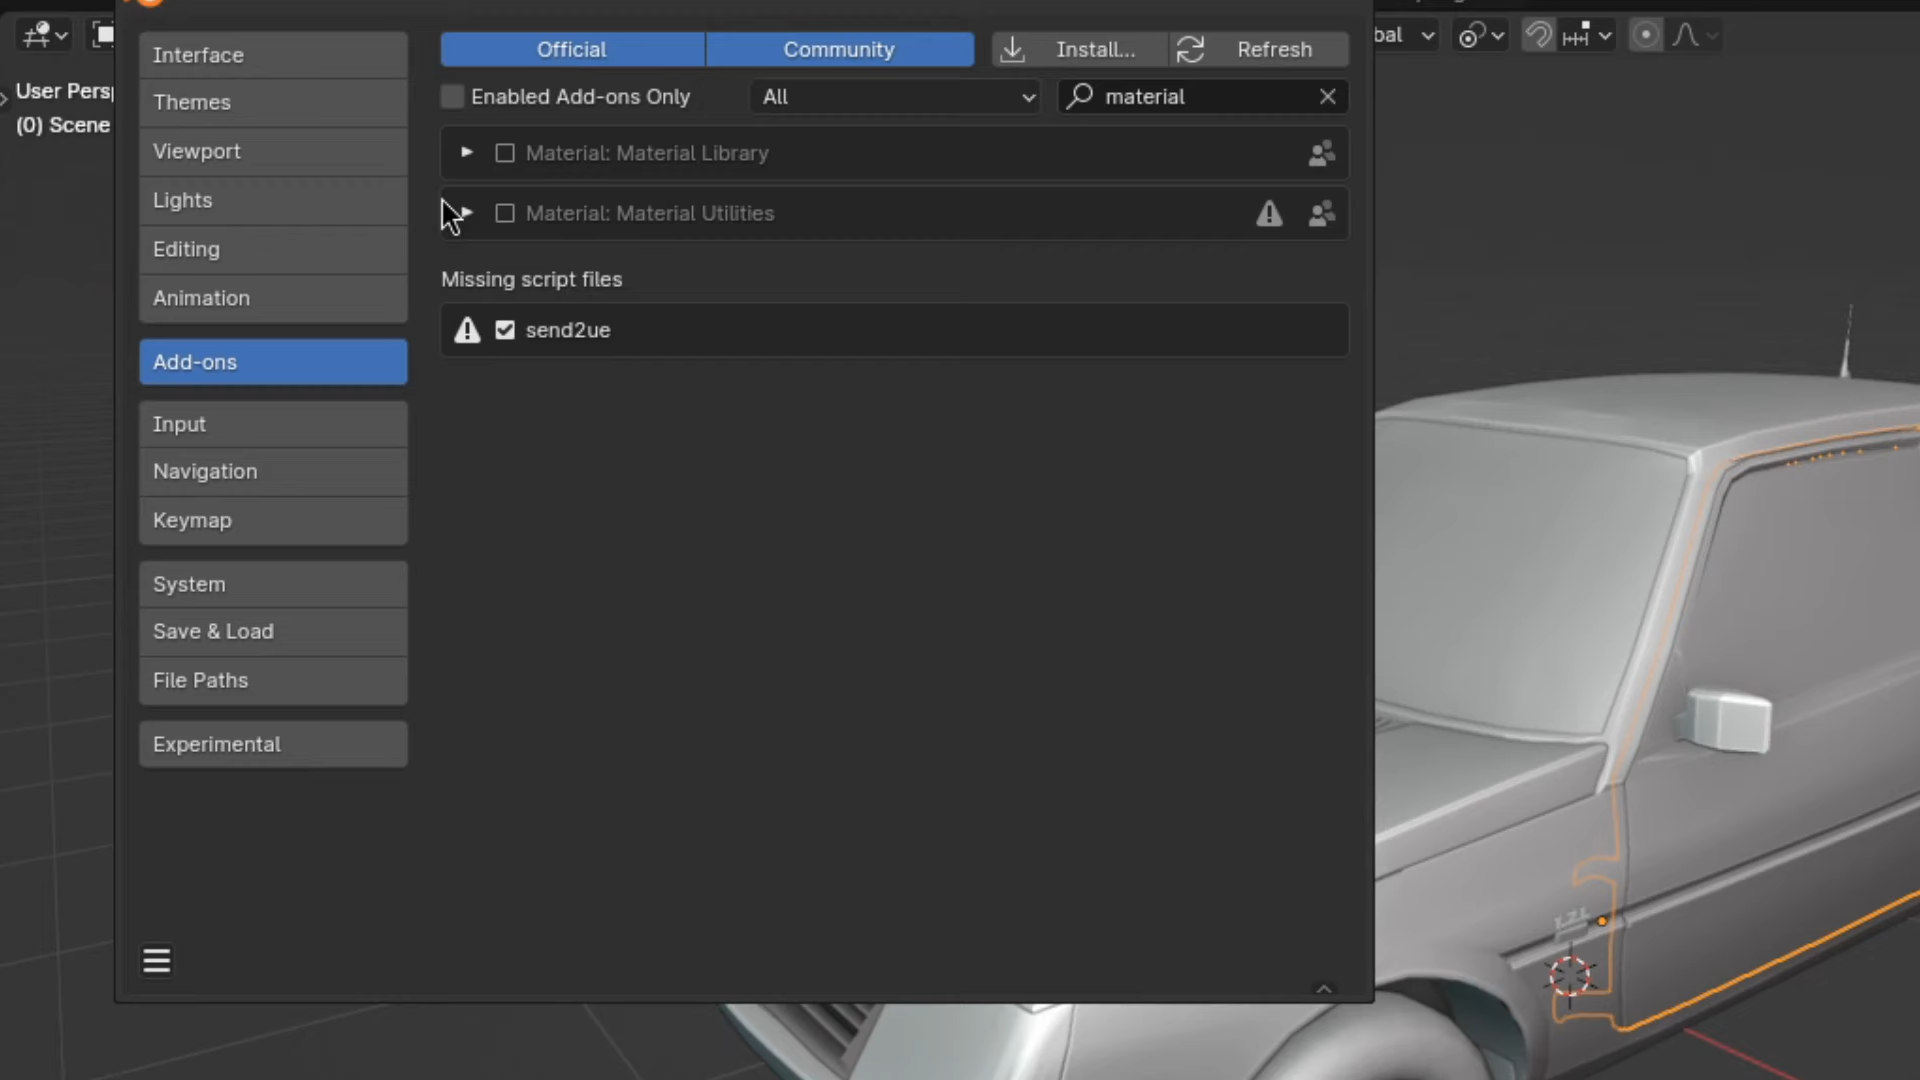 Interface
Themes
Viewport
Lights
Editing
Animation
Add-ons
Input
Navigation
Keymap
System
Save & Load
File Paths
Experimental
Official
Community
Install...
Refresh
Enabled Add-ons Only
All
material
Material: Material Library
Material: Material Utilities
Missing script files
send2ue
User Pers
(0) Scene
bal